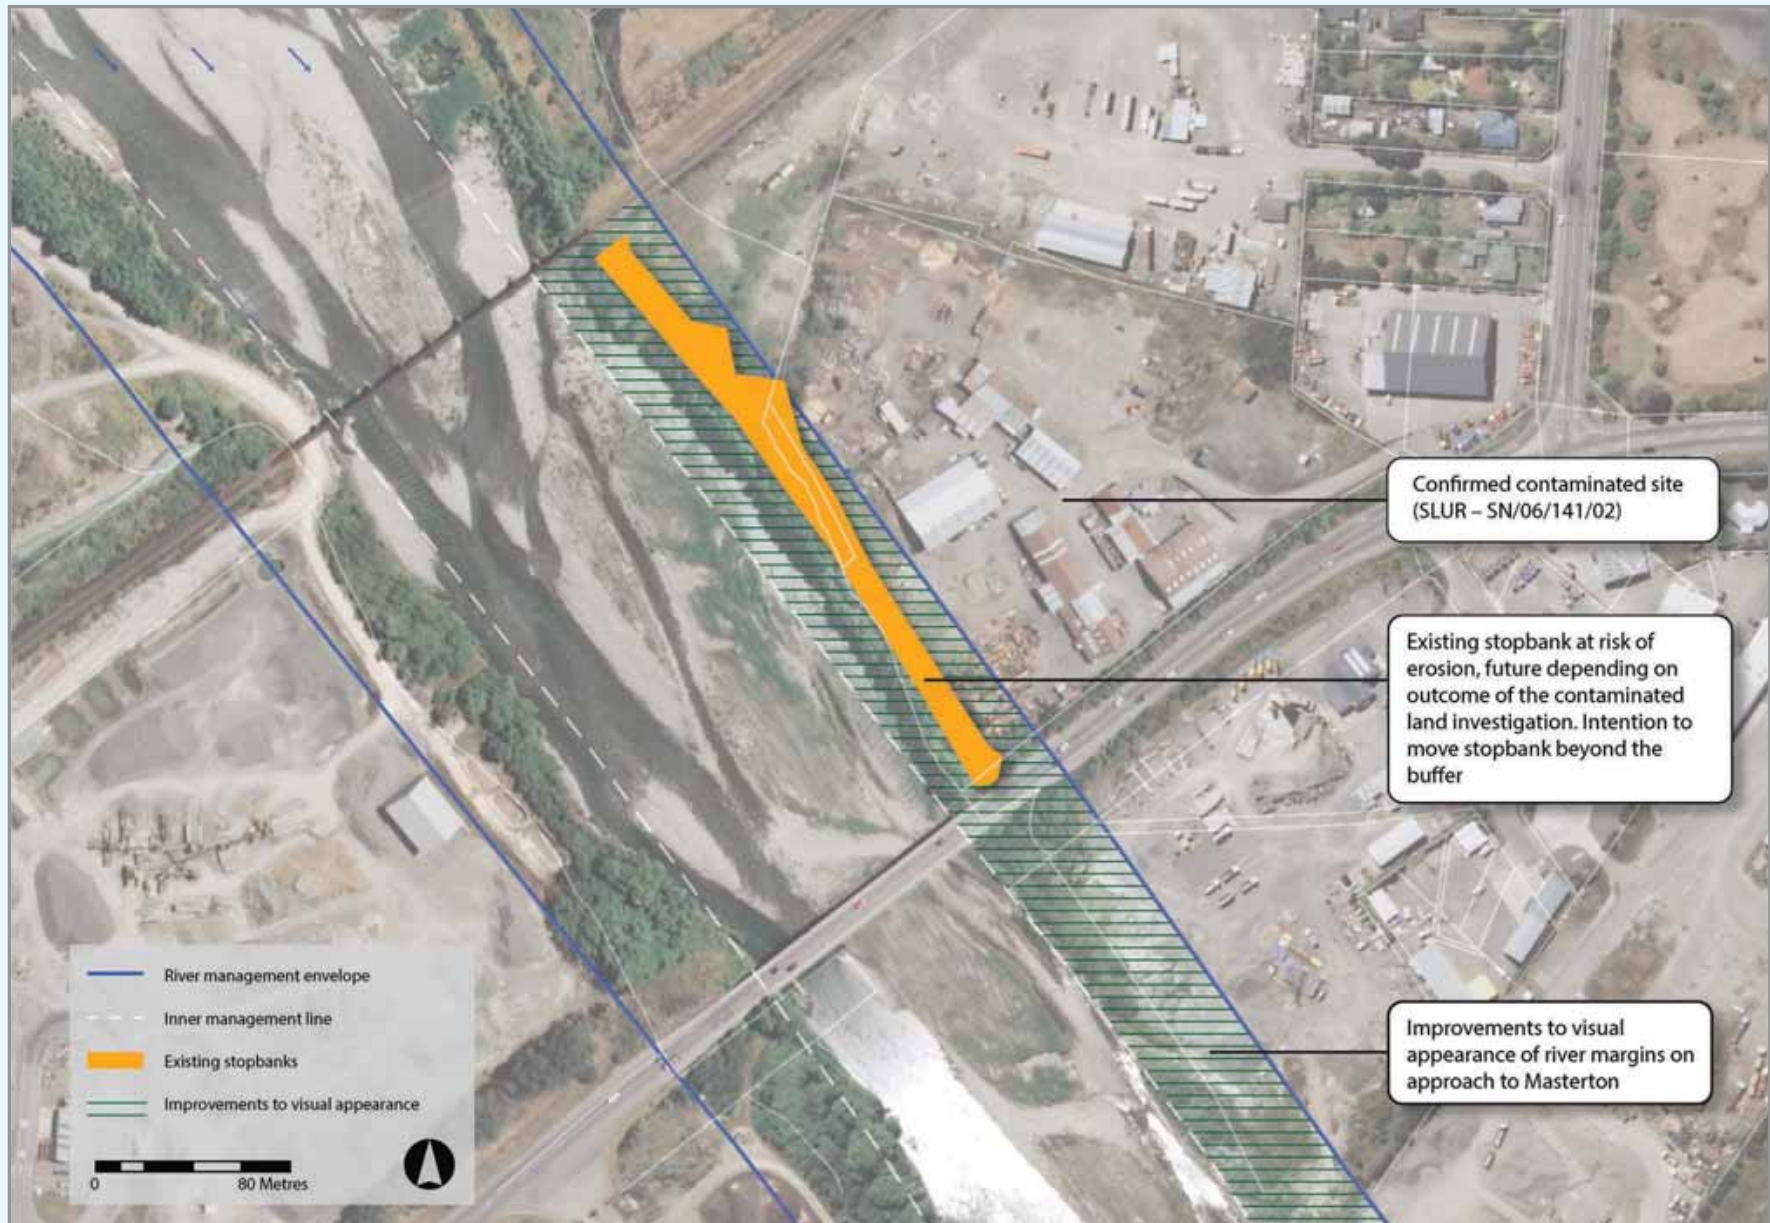 Confirmed contaminated site
(SLUR – SN/06/141/02)
Existing stopbank at risk of
erosion, future depending on
outcome of the contaminated
land investigation. Intention to
move stopbank beyond the
buffer
Improvements to visual
appearance of river margins on
approach to Masterton
River management envelope
Inner management line
Existing stopbanks
Improvements to visual appearance
0
80 Metres